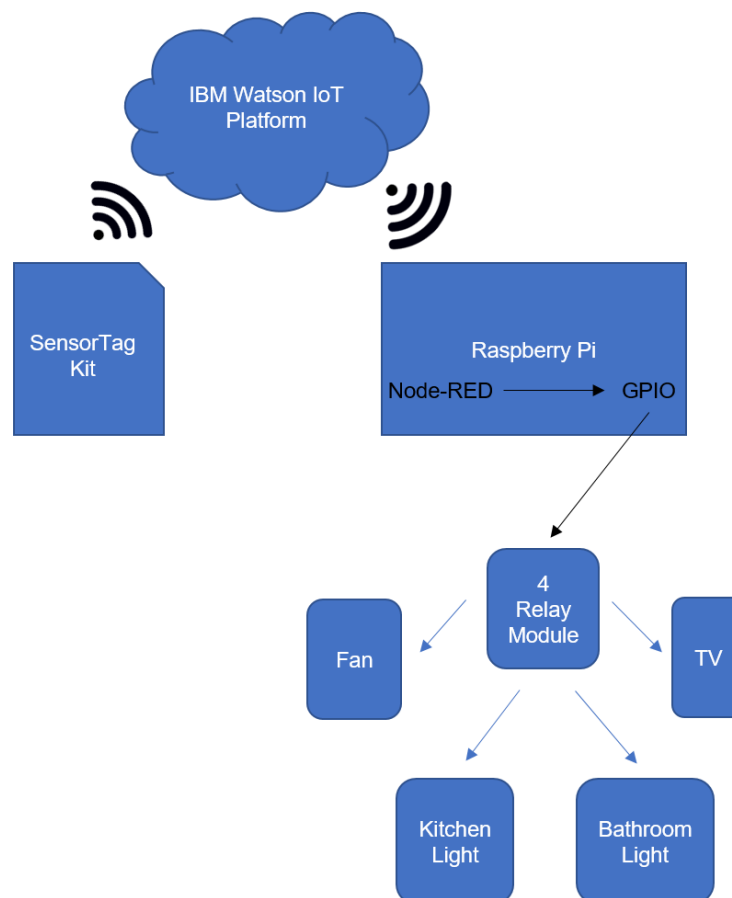 IBM Watson IoT
Platform
SensorTag
Kit
Raspberry Pi
Node-RED
GPIO
4
Relay
Module
Fan
TV
Kitchen
Light
Bathroom
Light